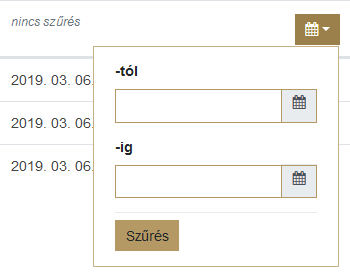 nincs szűrés
-tól
2019. 03. 06.
2019. 03. 06.
-ig
2019. 03. 06.
Szűrés